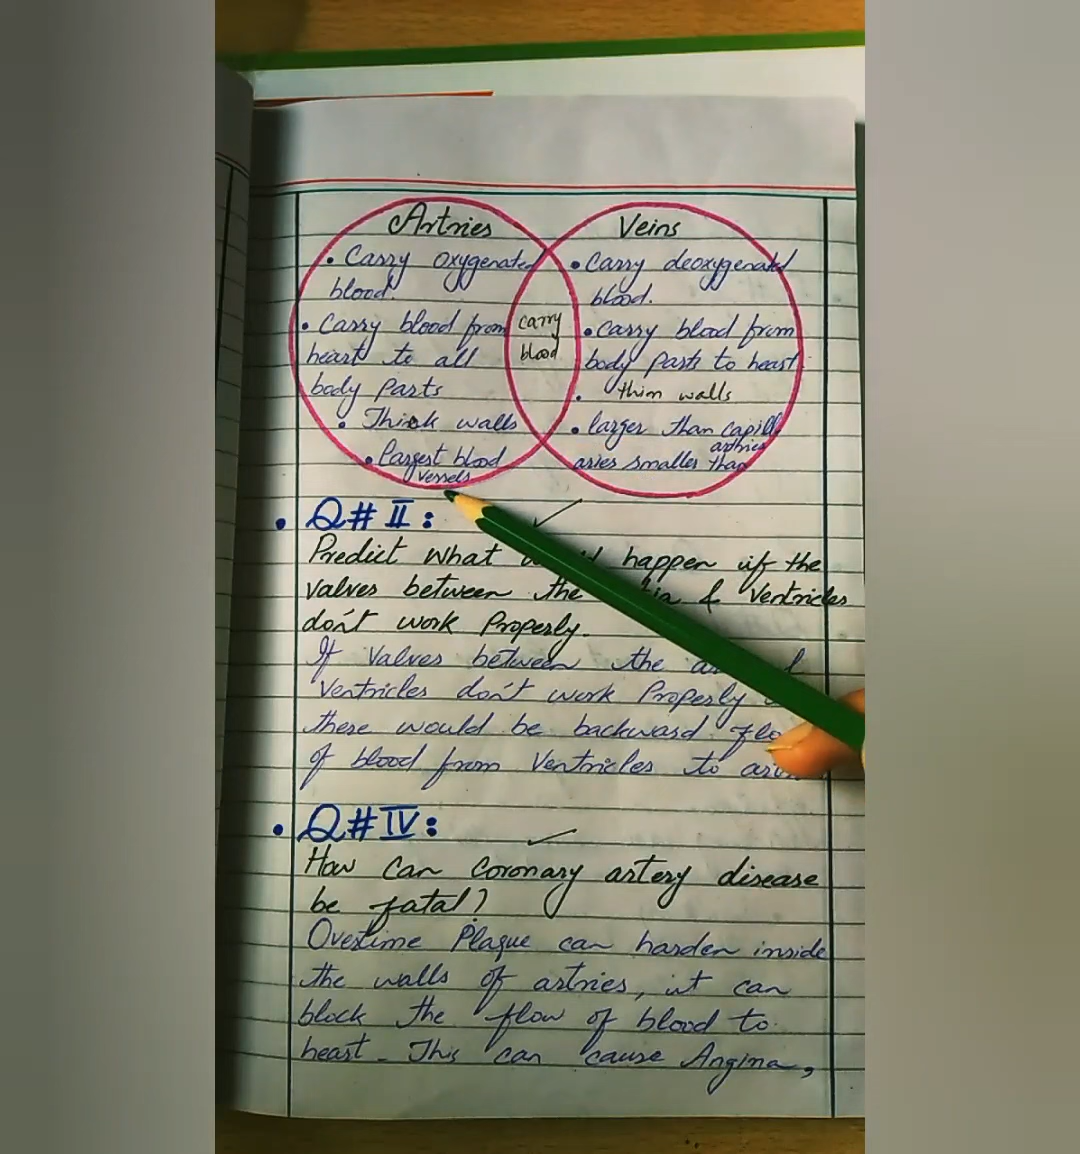 Artries
Veins
• Carry oxygenated
blood.
• Carry blood from
heart to all
body parts
• Thick walls
• Largest blood
vessels
carry
blood
• Carry deoxygenated
blood.
• Carry blood from
body parts to heart.
• thin walls
• larger than capill
aries smaller than
artries
• Q#II:
Predict what happen if the
valves between the & Ventricles
don't work Properly.
If Valves between the
Ventricles don't work Properly
there would be backward
of blood from Ventricles to
• Q#IV:
How can Coronary artery disease
be fatal?
Overtime Plaque can harden inside
the walls of artries, it can
block the flow of blood to
heart. This can cause Angina,